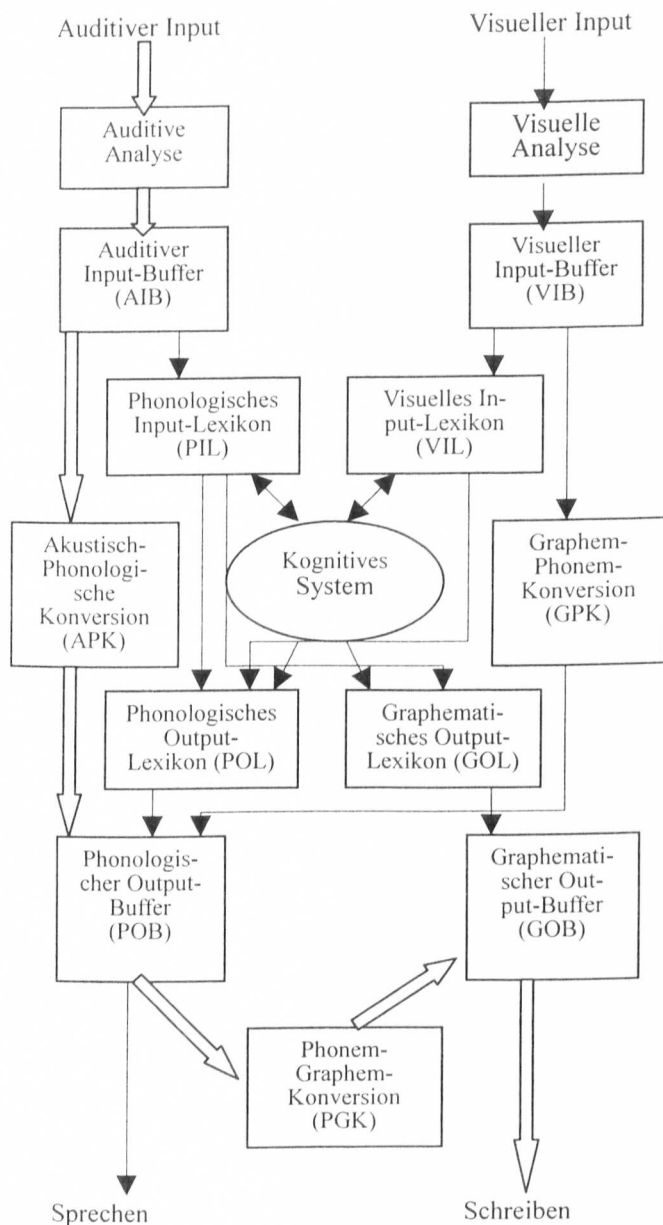 Auditiver Input
Visueller Input
Auditive
Analyse
Visuelle
Analyse
Auditiver
Input-Buffer
(AIB)
Visueller
Input-Buffer
(VIB)
Phonologisches
Input-Lexikon
(PIL)
Visuelles In-
put-Lexikon
(VIL)
Akustisch-
Phonologi-
sche
Konversion
(APK)
Kognitives
System
Graphem-
Phonem-
Konversion
(GPK)
Phonologisches
Output-
Lexikon (POL)
Graphemati-
sches Output-
Lexikon (GOL)
Phonologis-
cher Output-
Buffer
(POB)
Graphemati-
scher Out-
put-Buffer
(GOB)
Phonem-
Graphem-
Konversion
(PGK)
Sprechen
Schreiben